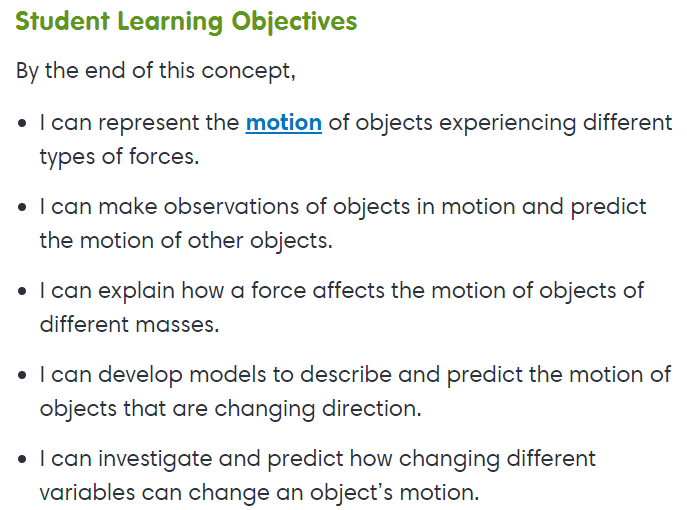 Student Learning Objectives
By the end of this concept,
• I can represent the motion of objects experiencing different
types of forces.
• I can make observations of objects in motion and predict
the motion of other objects.
• I can explain how a force affects the motion of objects of
different masses.
• I can develop models to describe and predict the motion of
objects that are changing direction.
• I can investigate and predict how changing different
variables can change an object’s motion.